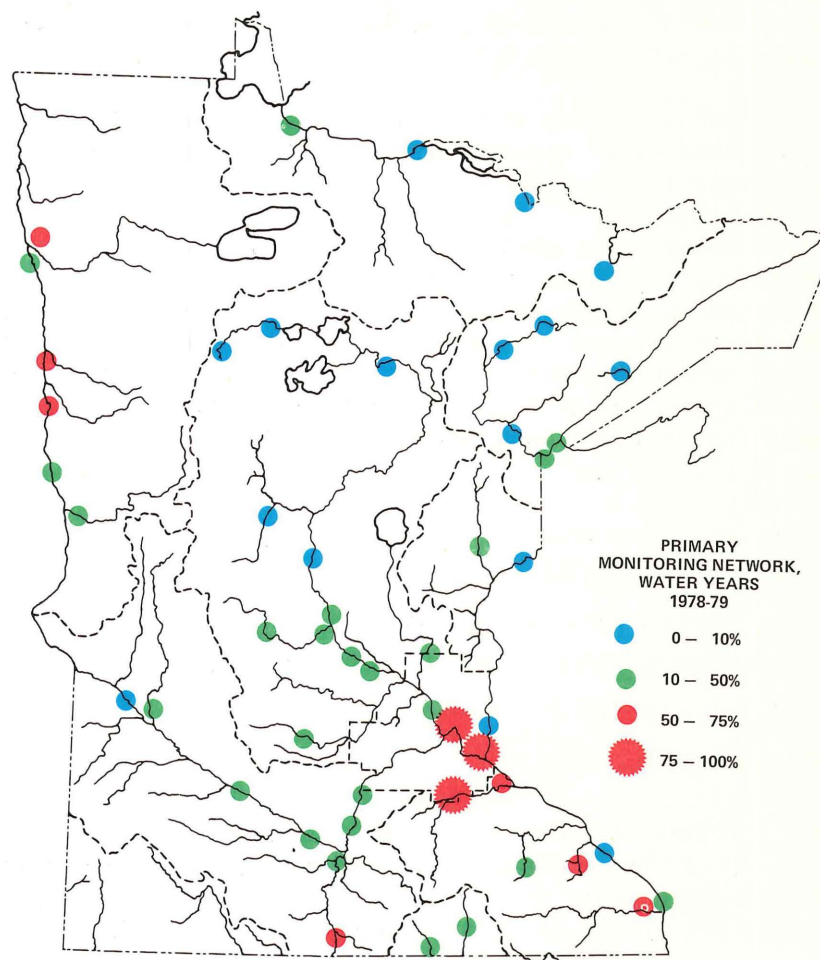 PRIMARY
MONITORING NETWORK,
WATER YEARS
1978-79
0 — 10%
10 — 50%
50 — 75%
75 — 100%